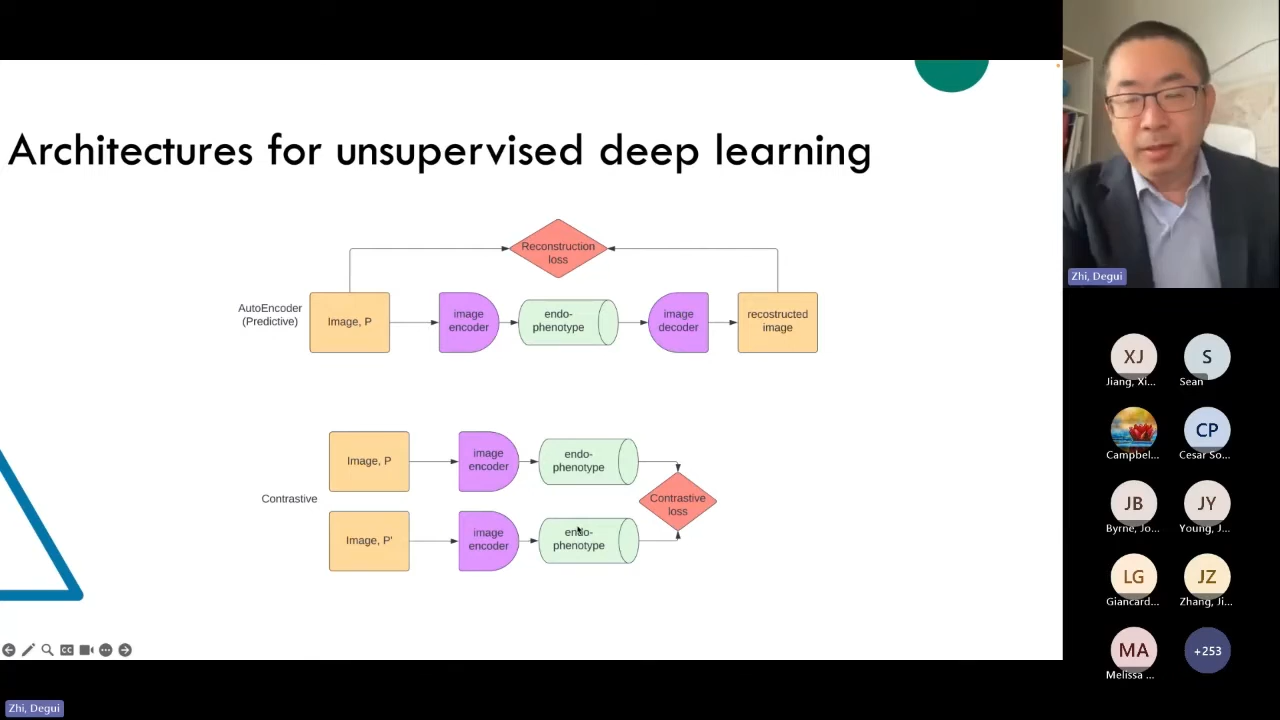 Architectures for unsupervised deep learning
Reconstruction
loss
AutoEncoder
(Predictive)
Image, P
image
encoder
endo-
phenotype
image
decoder
recostructed
image
Contrastive
Image, P
image
encoder
endo-
phenotype
Contrastive
loss
Image, P'
image
encoder
endo-
phenotype
CC
Zhi, Degui
Zhi, Degui
XJ
Jiang, Xi...
S
Sean
Campbel...
CP
Cesar So...
JB
Byrne, Jo...
JY
Young, J...
LG
Giancard...
JZ
Zhang, Ji...
MA
Melissa ...
+253